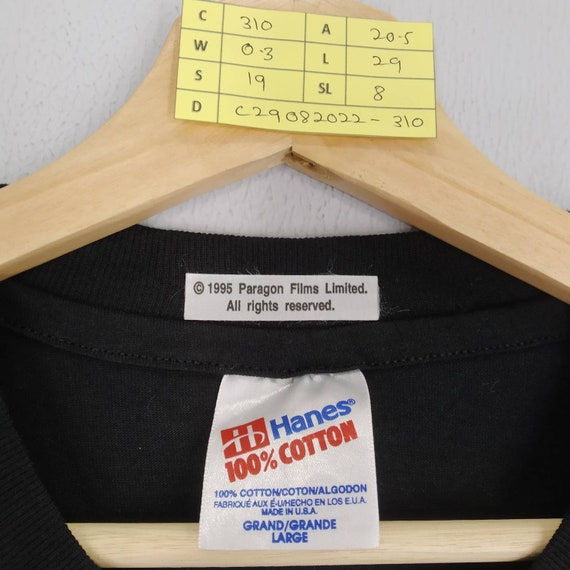 C 310 A 20.5
W 0.3 L 29
S 19 SL 8
D C29082022-310
© 1995 Paragon Films Limited.
All rights reserved.
Hanes®
100% COTTON
100% COTTON/COTON/ALGODON
FABRIQUÉ AUX É-U/HECHO EN LOS E.U.A.
MADE IN U.S.A.
GRAND/GRANDE
LARGE